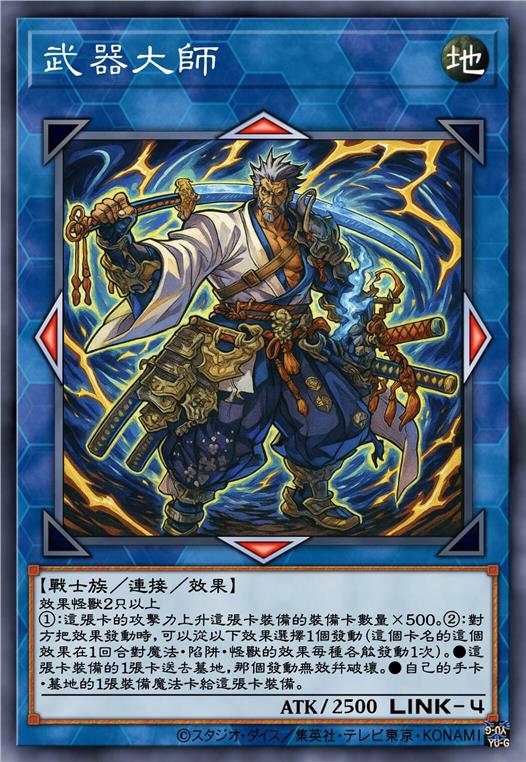 武器大師
地
【戰士族／連接／效果】
效果怪獸2只以上
①:這張卡的攻擊力上升這張卡裝備的裝備卡數量×500。②:對
方把效果發動時，可以從以下效果選擇1個發動(這個卡名的這個
效果在1回合對魔法·陷阱·怪獸的效果每種各能發動1次)。●這
張卡裝備的1張卡送去墓地，那個發動無效并破壞。●自己的手卡
·墓地的1張裝備魔法卡給這張卡裝備。
ATK/2500 LINK-4
©スタジオ・ダイス／集英社・テレビ東京・KONAMI